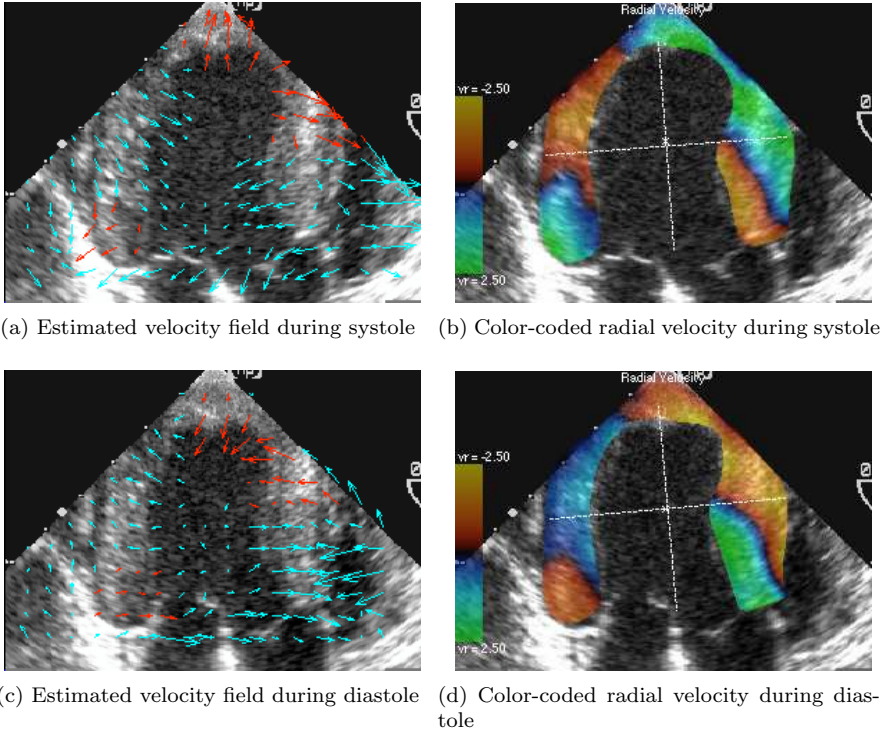 Radial Velocity
vr = -2.50
vr = 2.50
(a) Estimated velocity field during systole
(b) Color-coded radial velocity during systole
Radial Velocity
vr = -2.50
vr = 2.50
(c) Estimated velocity field during diastole
(d) Color-coded radial velocity during dias-
tole